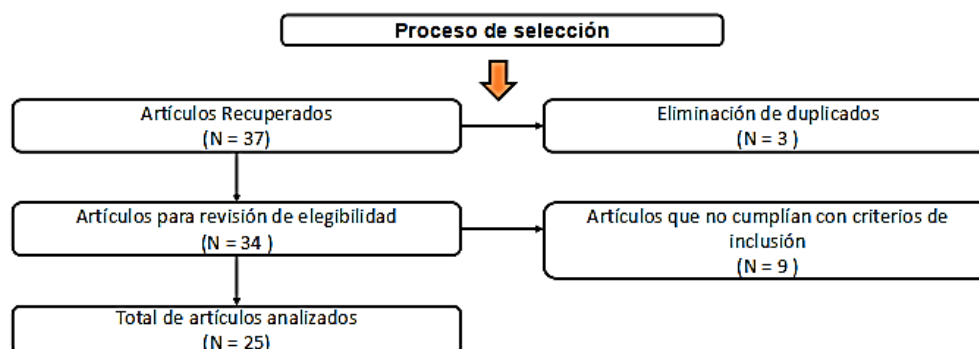 Proceso de selección
Artículos Recuperados
(N = 37)
Eliminación de duplicados
(N = 3 )
Artículos para revisión de elegibilidad
(N = 34 )
Artículos que no cumplían con criterios de
inclusión
(N = 9 )
Total de artículos analizados
(N = 25)